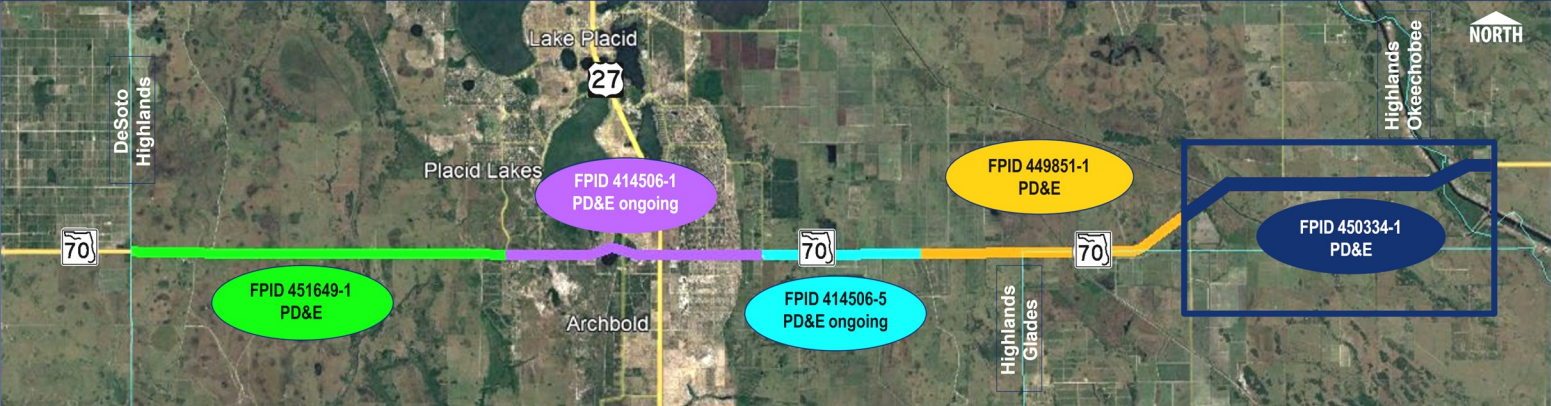 Lake Placid
27
NORTH
DeSoto
Highlands
Highlands
Okeechobee
Placid Lakes
FPID 414506-1
PD&E ongoing
FPID 449851-1
PD&E
FPID 450334-1
PD&E
70
70
70
FPID 451649-1
PD&E
FPID 414506-5
PD&E ongoing
Archbold
Highlands
Glades